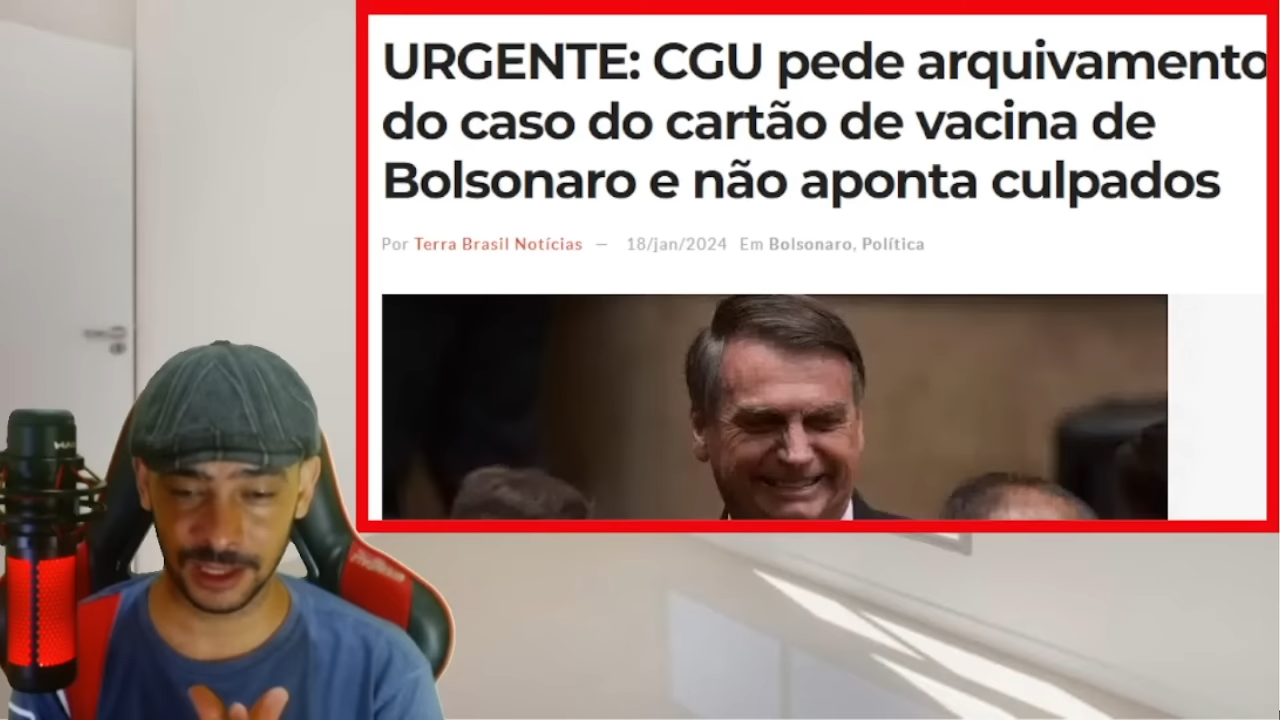 URGENTE: CGU pede arquivamento
do caso do cartão de vacina de
Bolsonaro e não aponta culpados
Por Terra Brasil Notícias — 18/jan/2024 Em Bolsonaro, Política